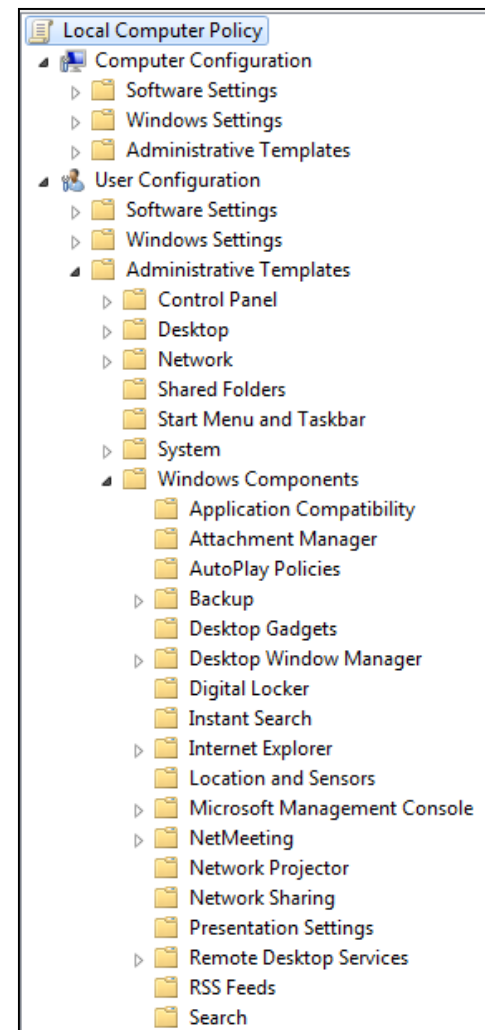 Local Computer Policy
Computer Configuration
Software Settings
Windows Settings
Administrative Templates
User Configuration
Software Settings
Windows Settings
Administrative Templates
Control Panel
Desktop
Network
Shared Folders
Start Menu and Taskbar
System
Windows Components
Application Compatibility
Attachment Manager
AutoPlay Policies
Backup
Desktop Gadgets
Desktop Window Manager
Digital Locker
Instant Search
Internet Explorer
Location and Sensors
Microsoft Management Console
NetMeeting
Network Projector
Network Sharing
Presentation Settings
Remote Desktop Services
RSS Feeds
Search